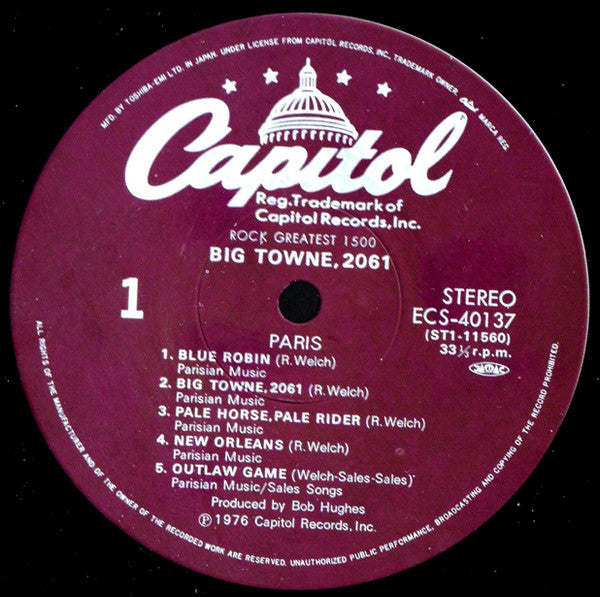 MFD. BY TOSHIBA-EMI LTD. IN JAPAN. UNDER LICENSE FROM CAPITOL RECORDS, INC., TRADEMARK OWNER. MARCA REG.
Capitol
Reg. Trademark of
Capitol Records, Inc.
ROCK GREATEST 1500
BIG TOWNE, 2061
1
STEREO
ECS-40137
(ST1-11560)
33⅓ r.p.m.
PARIS
1. BLUE ROBIN (R. Welch)
Parisian Music
2. BIG TOWNE, 2061 (R. Welch)
Parisian Music
3. PALE HORSE, PALE RIDER (R. Welch)
Parisian Music
4. NEW ORLEANS (R. Welch)
Parisian Music
5. OUTLAW GAME (Welch-Sales-Sales)
Parisian Music/Sales Songs
Produced by Bob Hughes
℗ 1976 Capitol Records, Inc.
ALL RIGHTS OF THE MANUFACTURER AND OF THE OWNER OF THE RECORDED WORK ARE RESERVED. UNAUTHORIZED PUBLIC PERFORMANCE, BROADCASTING AND COPYING OF THE RECORD PROHIBITED.